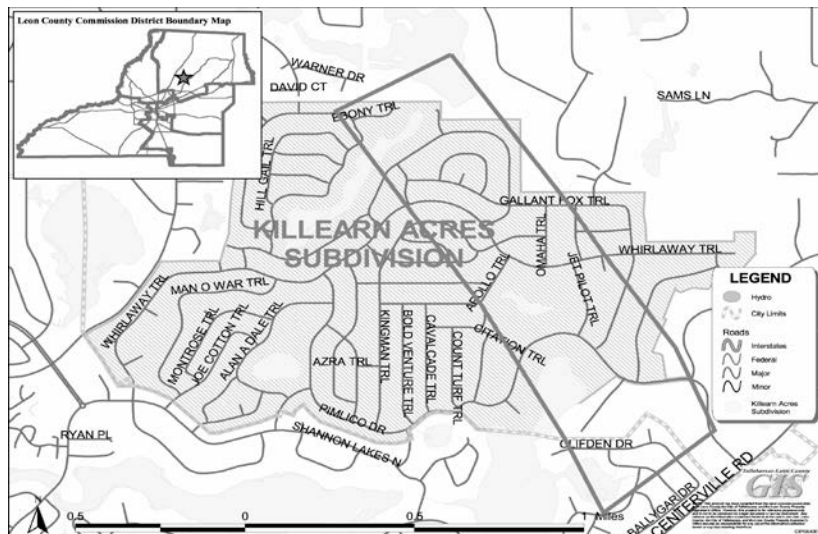 Leon County Commission District Boundary Map
WARNER DR
DAVID CT
SAMS LN
EBONY TRL
HILL GAIL TRL
GALLANT FOX TRL
KILLEARN ACRES
SUBDIVISION
OMAHA TRL
WHIRLAWAY TRL
JET PILOT TRL
MAN O WAR TRL
APOLLO TRL
WHIRLAWAY TRL
MONTROSE TRL
JOE COTTON TRL
ALAN A DALE TRL
AZRA TRL
KINGMAN TRL
BOLD VENTURE TRL
CAVALCADE TRL
COUNT TURF TRL
CITATION TRL
PIMLICO DR
SHANNON LAKES N
RYAN PL
CLIFDEN DR
BALLYGAR DR
CENTERVILLE RD
LEGEND
Hydro
City Limits
Roads
Interstates
Federal
Major
Minor
Killearn Acres
Subdivision
Tallahassee-Leon County
GIS
N
0.5 0 0.5 1 Miles